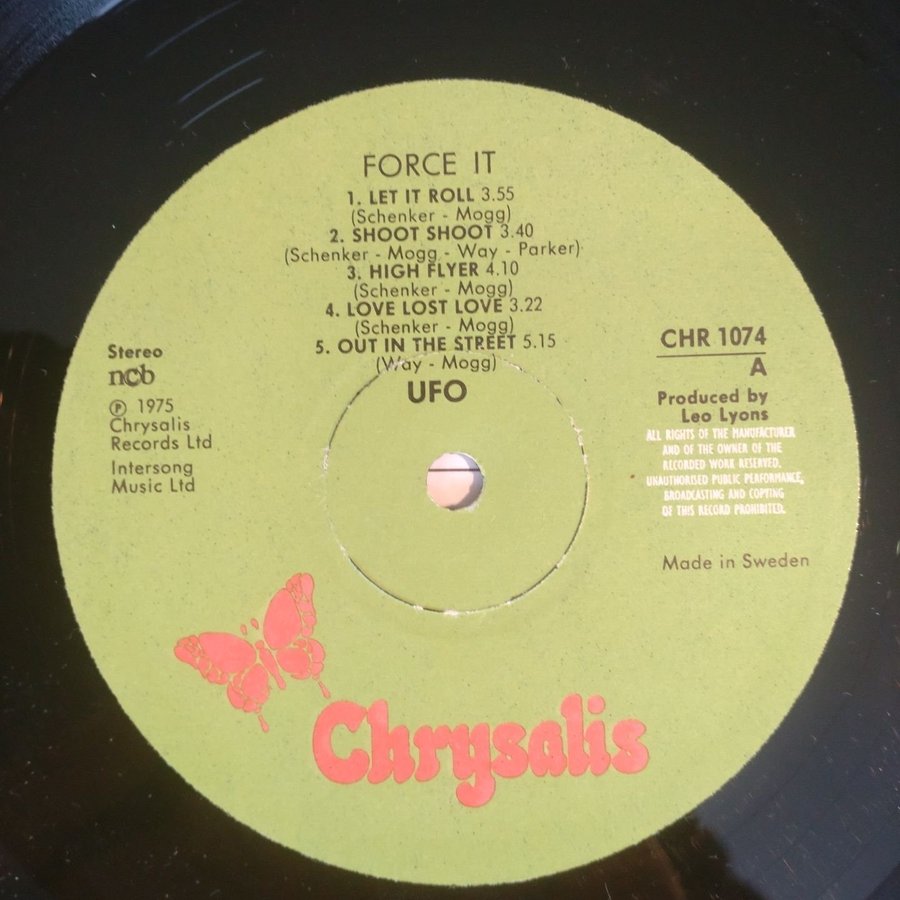 FORCE IT
1. LET IT ROLL 3.55
(Schenker - Mogg)
2. SHOOT SHOOT 3.40
(Schenker - Mogg - Way - Parker)
3. HIGH FLYER 4.10
(Schenker - Mogg)
4. LOVE LOST LOVE 3.22
(Schenker - Mogg)
5. OUT IN THE STREET 5.15
(Way - Mogg)
UFO
Stereo
ncb
Ⓟ 1975
Chrysalis
Records Ltd
Intersong
Music Ltd
CHR 1074
A
Produced by
Leo Lyons
ALL RIGHTS OF THE MANUFACTURER
AND OF THE OWNER OF THE
RECORDED WORK RESERVED.
UNAUTHORISED PUBLIC PERFORMANCE,
BROADCASTING AND COPYING
OF THIS RECORD PROHIBITED.
Made in Sweden
Chrysalis